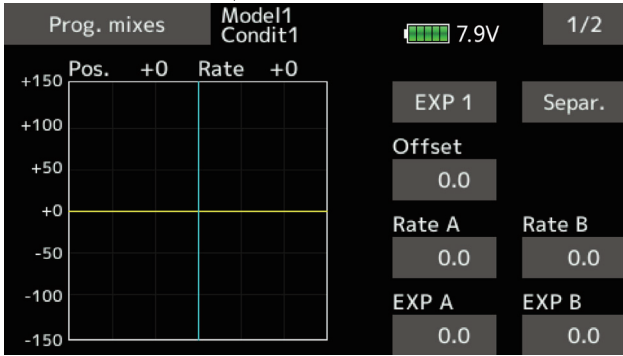 Prog. mixes
Model1
Condit1
7.9V
1/2
Pos. +0 Rate +0
+150
+100
+50
+0
-50
-100
-150
EXP 1
Separ.
Offset
0.0
Rate A Rate B
0.0 0.0
EXP A EXP B
0.0 0.0